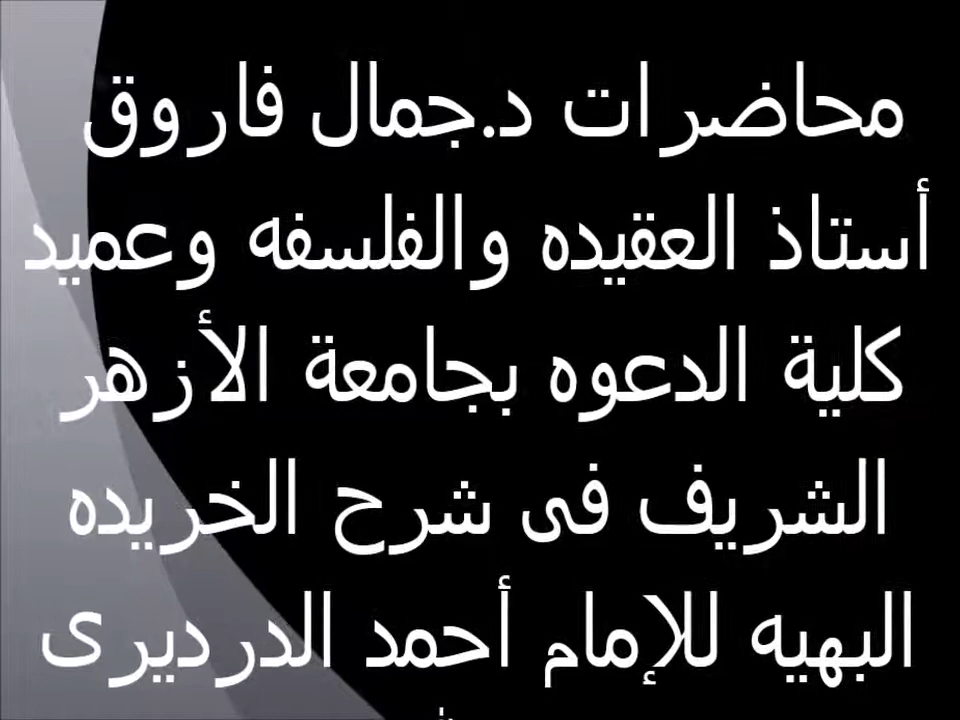 محاضرات د.جمال فاروق
أستاذ العقيده والفلسفه وعميد
كلية الدعوه بجامعة الأزهر
الشريف فى شرح الخريده
البهيه للإمام أحمد الدرديرى